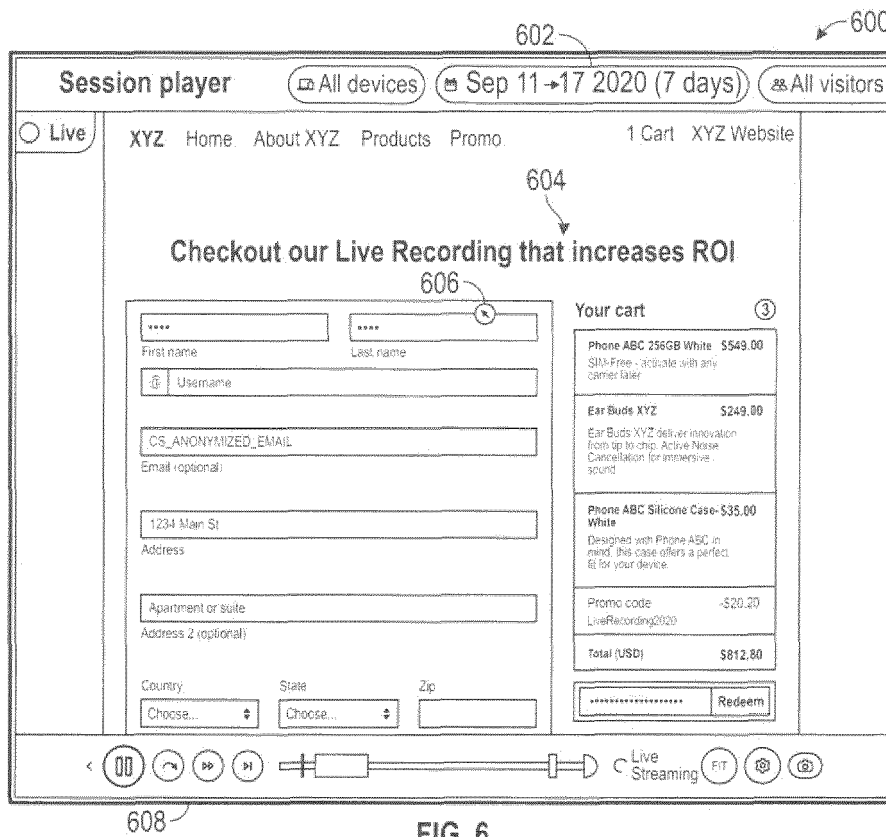 600
602
Session player All devices Sep 11→17 2020 (7 days) All visitors
Live
XYZ Home About XYZ Products Promo 1 Cart XYZ Website
604
Checkout our Live Recording that increases ROI
606
Your cart 3
**** ****
First name Last name
@ Username
CS_ANONYMIZED_EMAIL
Email (optional)
1234 Main St
Address
Apartment or suite
Address 2 (optional)
Country State Zip
Choose... Choose...
Phone ABC 256GB White $549.00
SIM-Free - activate with any
carrier later
Ear Buds XYZ $249.00
Ear Buds XYZ deliver innovation
from tip to chip. Active Noise
Cancellation for immersive
sound
Phone ABC Silicone Case- $35.00
White
Designed with Phone ABC in
mind, this case offers a perfect
fit for your device.
Promo code -$20.20
LiveRecording2020
Total (USD) $812.80
****************** Redeem
Live
Streaming
FIT
608
FIG. 6